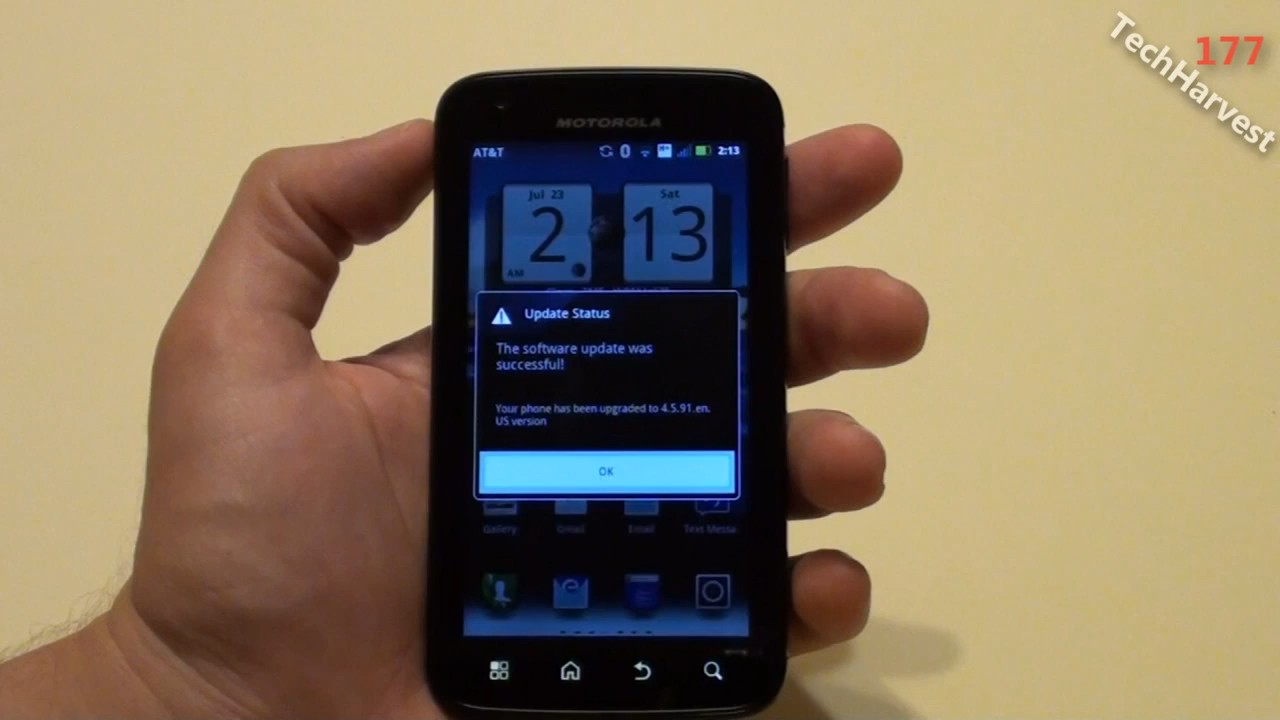 TechHarvest
177
MOTOROLA
AT&T
2:13
Jul 23
Sat
2
13
AM
Update Status
The software update was
successful!
Your phone has been upgraded to 4.5.91.en.
US version
OK
Gallery
Gmail
Email
Text Messa